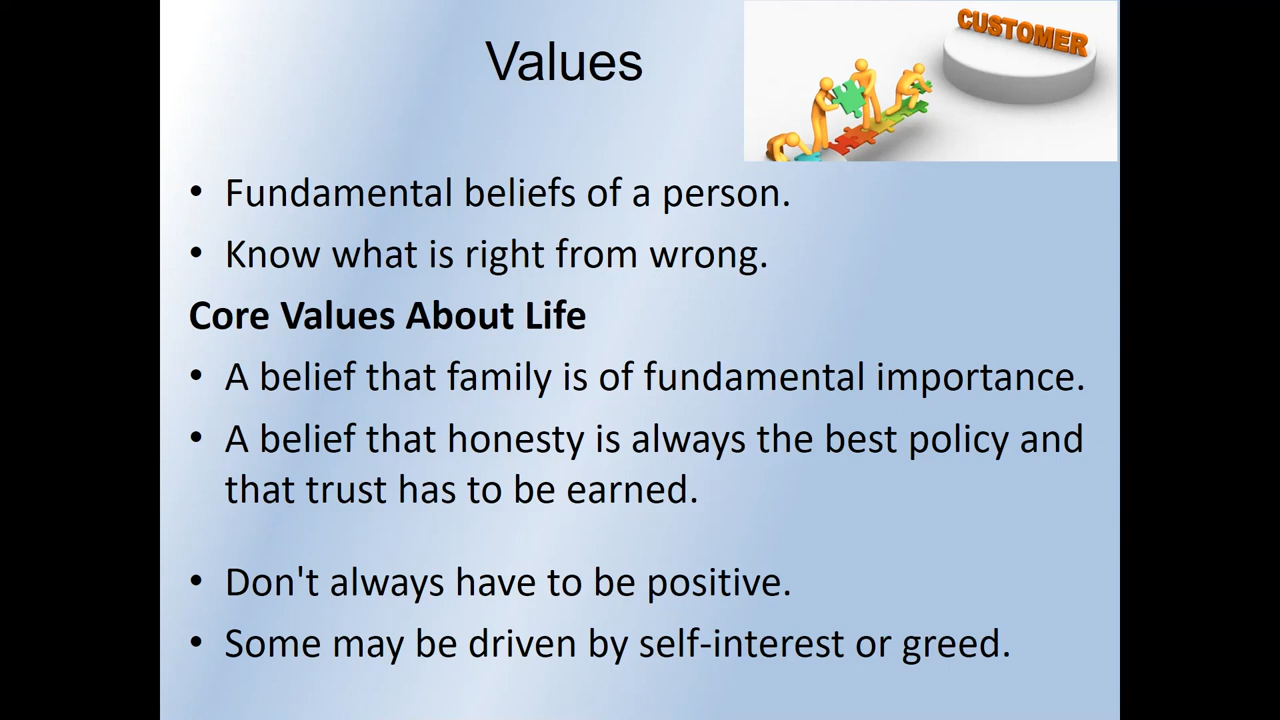 Values
CUSTOMER
• Fundamental beliefs of a person.
• Know what is right from wrong.
Core Values About Life
• A belief that family is of fundamental importance.
• A belief that honesty is always the best policy and
that trust has to be earned.
• Don't always have to be positive.
• Some may be driven by self-interest or greed.